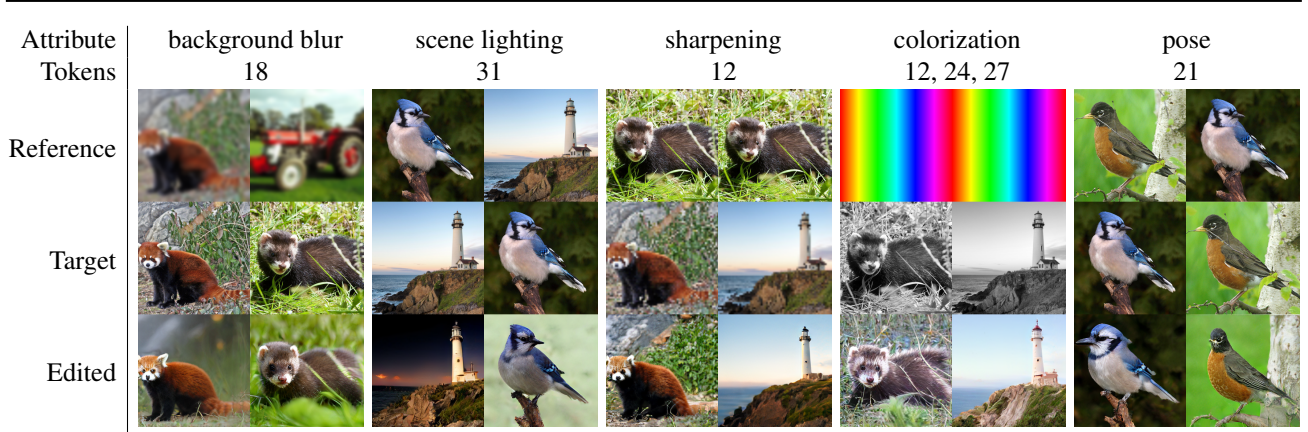 Attribute background blur scene lighting sharpening colorization pose
Tokens 18 31 12 12, 24, 27 21
Reference
Target
Edited